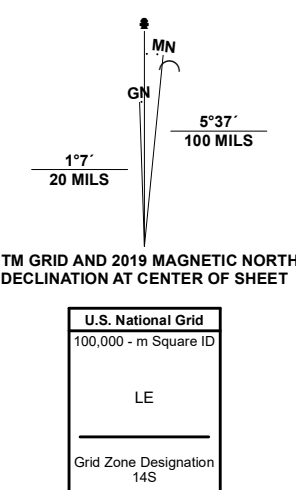 MN
GN
5°37´
100 MILS
1°7´
20 MILS
TM GRID AND 2019 MAGNETIC NORTH
DECLINATION AT CENTER OF SHEET
U.S. National Grid
100,000 - m Square ID
LE
Grid Zone Designation
14S